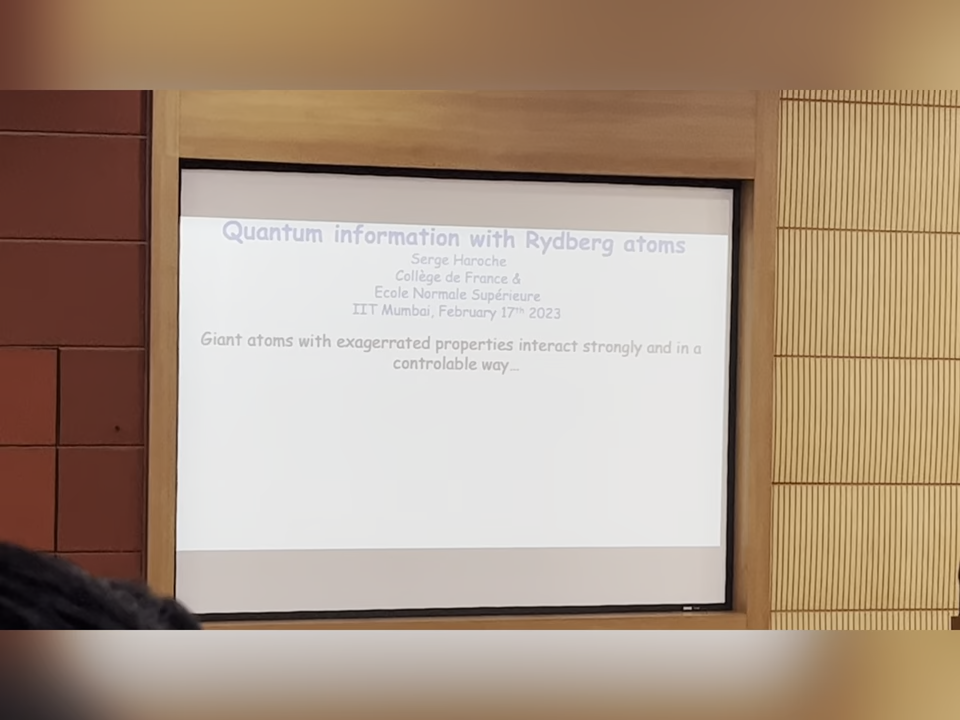 Quantum information with Rydberg atoms
Serge Haroche
Collège de France &
Ecole Normale Supérieure
IIT Mumbai, February 17th 2023
Giant atoms with exagerrated properties interact strongly and in a
controlable way…